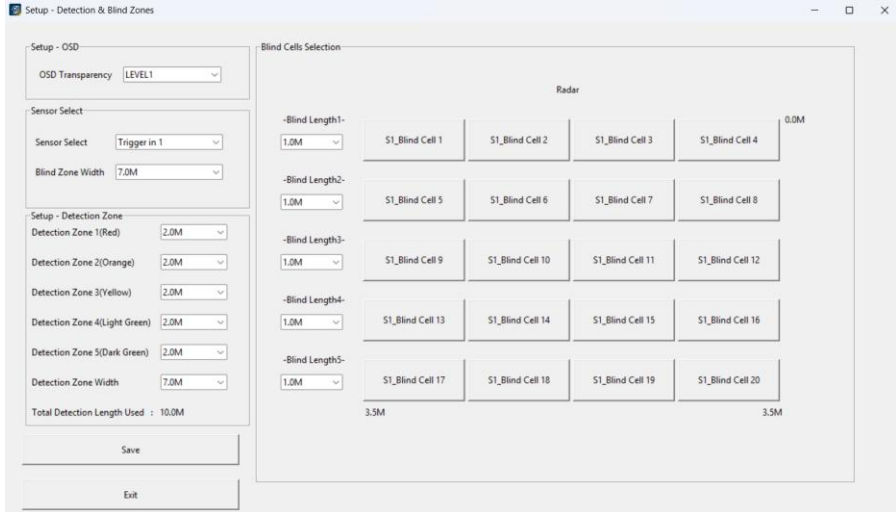 Setup - Detection & Blind Zones
Setup - OSD
OSD Transparency LEVEL1
Sensor Select
Sensor Select Trigger in 1
Blind Zone Width 7.0M
Setup - Detection Zone
Detection Zone 1(Red) 2.0M
Detection Zone 2(Orange) 2.0M
Detection Zone 3(Yellow) 2.0M
Detection Zone 4(Light Green) 2.0M
Detection Zone 5(Dark Green) 2.0M
Detection Zone Width 7.0M
Total Detection Length Used : 10.0M
Save
Exit
Blind Cells Selection
Radar
0.0M
-Blind Length1-
1.0M S1_Blind Cell 1 S1_Blind Cell 2 S1_Blind Cell 3 S1_Blind Cell 4
-Blind Length2-
1.0M S1_Blind Cell 5 S1_Blind Cell 6 S1_Blind Cell 7 S1_Blind Cell 8
-Blind Length3-
1.0M S1_Blind Cell 9 S1_Blind Cell 10 S1_Blind Cell 11 S1_Blind Cell 12
-Blind Length4-
1.0M S1_Blind Cell 13 S1_Blind Cell 14 S1_Blind Cell 15 S1_Blind Cell 16
-Blind Length5-
1.0M S1_Blind Cell 17 S1_Blind Cell 18 S1_Blind Cell 19 S1_Blind Cell 20
3.5M 3.5M